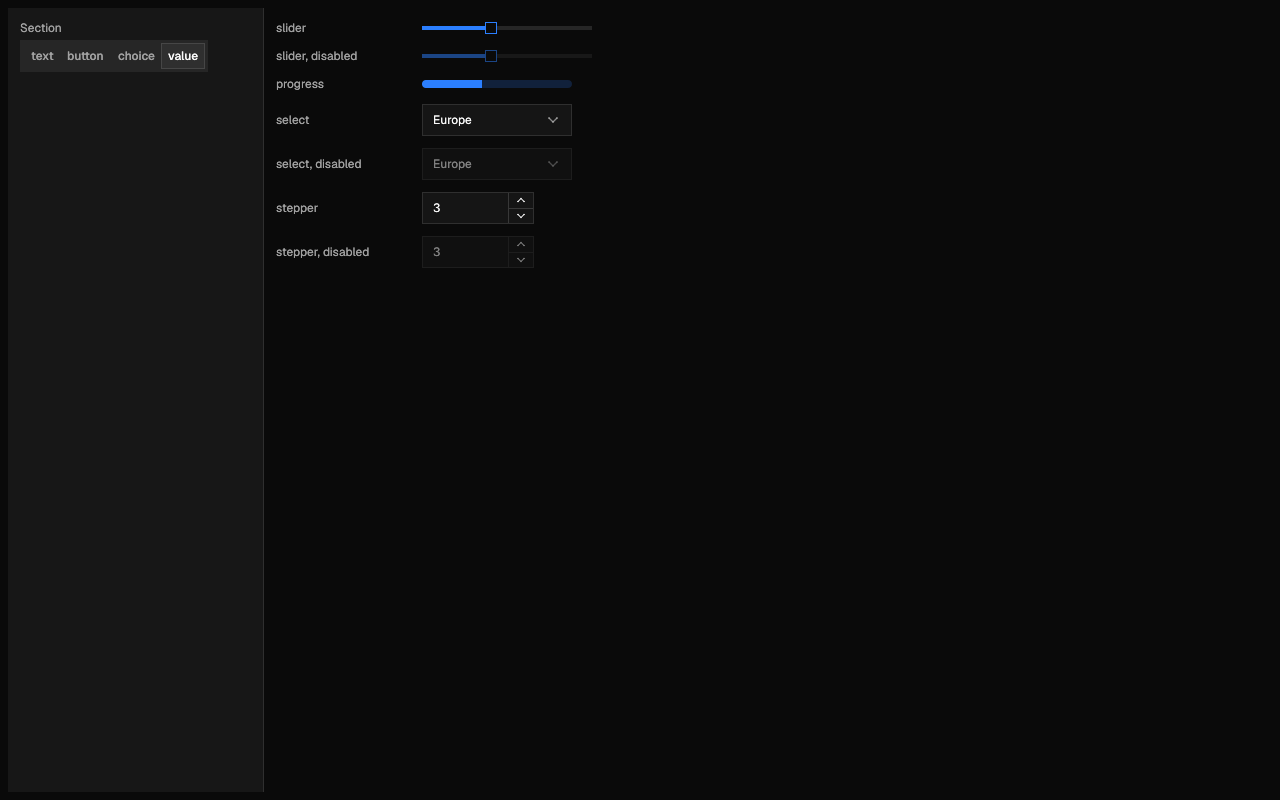 Section
text button choice value
slider
slider, disabled
progress
select Europe
select, disabled Europe
stepper 3
stepper, disabled 3